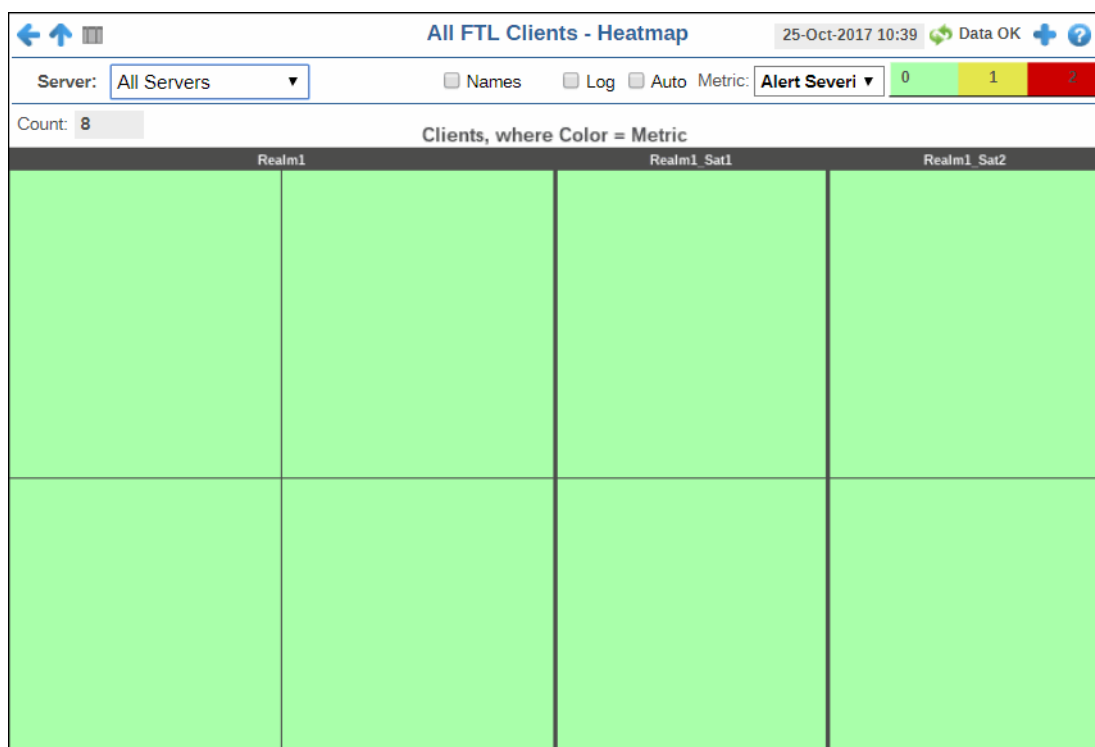 All FTL Clients - Heatmap 25-Oct-2017 10:39 Data OK
Server: All Servers Names Log Auto Metric: Alert Severi 0 1 2
Count: 8
Clients, where Color = Metric
Realm1 Realm1_Sat1 Realm1_Sat2